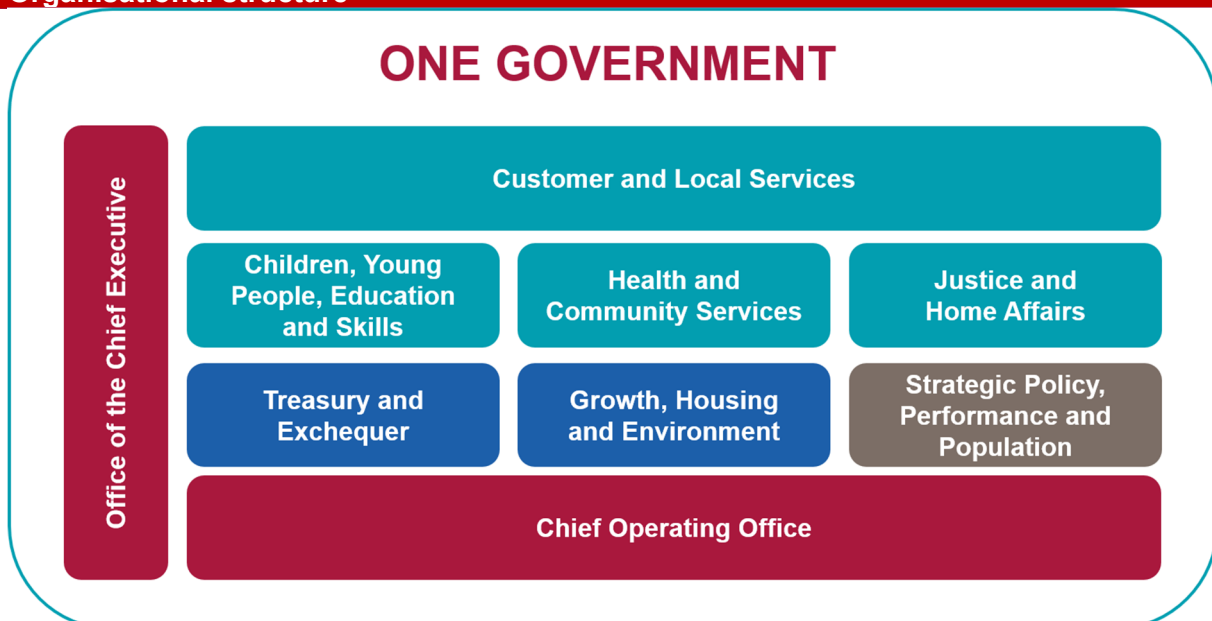 Organisational structure
ONE GOVERNMENT
Office of the Chief Executive
Customer and Local Services
Children, Young
People, Education
and Skills
Health and
Community Services
Justice and
Home Affairs
Treasury and
Exchequer
Growth, Housing
and Environment
Strategic Policy,
Performance and
Population
Chief Operating Office